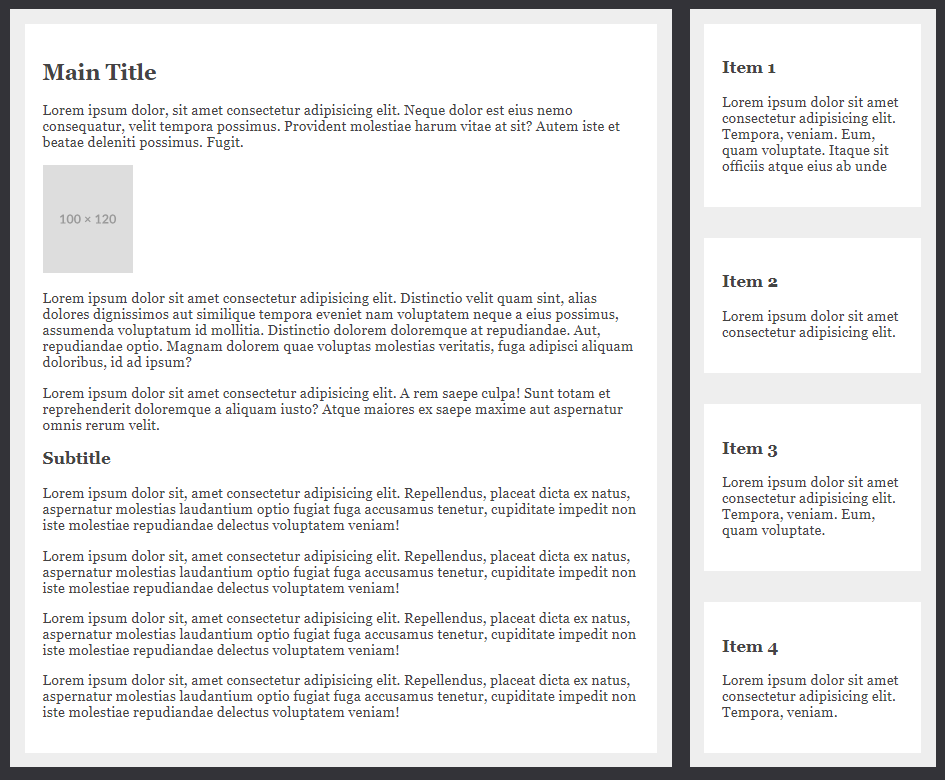 Main Title
Lorem ipsum dolor, sit amet consectetur adipisicing elit. Neque dolor est eius nemo
consequatur, velit tempora possimus. Provident molestiae harum vitae at sit? Autem iste et
beatae deleniti possimus. Fugit.
100 × 120
Lorem ipsum dolor sit amet consectetur adipisicing elit. Distinctio velit quam sint, alias
dolores dignissimos aut similique tempora eveniet nam voluptatem neque a eius possimus,
assumenda voluptatum id mollitia. Distinctio dolorem doloremque at repudiandae. Aut,
repudiandae optio. Magnam dolorem quae voluptas molestias veritatis, fuga adipisci aliquam
doloribus, id ad ipsum?
Lorem ipsum dolor sit amet consectetur adipisicing elit. A rem saepe culpa! Sunt totam et
reprehenderit doloremque a aliquam iusto? Atque maiores ex saepe maxime aut aspernatur
omnis rerum velit.
Subtitle
Lorem ipsum dolor sit, amet consectetur adipisicing elit. Repellendus, placeat dicta ex natus,
aspernatur molestias laudantium optio fugiat fuga accusamus tenetur, cupiditate impedit non
iste molestiae repudiandae delectus voluptatem veniam!
Lorem ipsum dolor sit, amet consectetur adipisicing elit. Repellendus, placeat dicta ex natus,
aspernatur molestias laudantium optio fugiat fuga accusamus tenetur, cupiditate impedit non
iste molestiae repudiandae delectus voluptatem veniam!
Lorem ipsum dolor sit, amet consectetur adipisicing elit. Repellendus, placeat dicta ex natus,
aspernatur molestias laudantium optio fugiat fuga accusamus tenetur, cupiditate impedit non
iste molestiae repudiandae delectus voluptatem veniam!
Lorem ipsum dolor sit, amet consectetur adipisicing elit. Repellendus, placeat dicta ex natus,
aspernatur molestias laudantium optio fugiat fuga accusamus tenetur, cupiditate impedit non
iste molestiae repudiandae delectus voluptatem veniam!
Item 1
Lorem ipsum dolor sit amet
consectetur adipisicing elit.
Tempora, veniam. Eum,
quam voluptate. Itaque sit
officiis atque eius ab unde
Item 2
Lorem ipsum dolor sit amet
consectetur adipisicing elit.
Item 3
Lorem ipsum dolor sit amet
consectetur adipisicing elit.
Tempora, veniam. Eum,
quam voluptate.
Item 4
Lorem ipsum dolor sit amet
consectetur adipisicing elit.
Tempora, veniam.